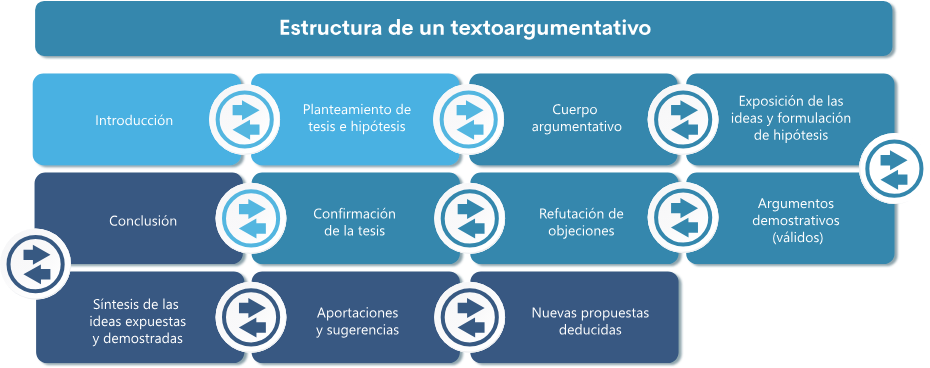 Estructura de un textoargumentativo
Introducción
Planteamiento de
tesis e hipótesis
Cuerpo
argumentativo
Exposición de las
ideas y formulación
de hipótesis
Conclusión
Confirmación
de la tesis
Refutación de
objeciones
Argumentos
demostrativos
(válidos)
Síntesis de las
ideas expuestas
y demostradas
Aportaciones
y sugerencias
Nuevas propuestas
deducidas